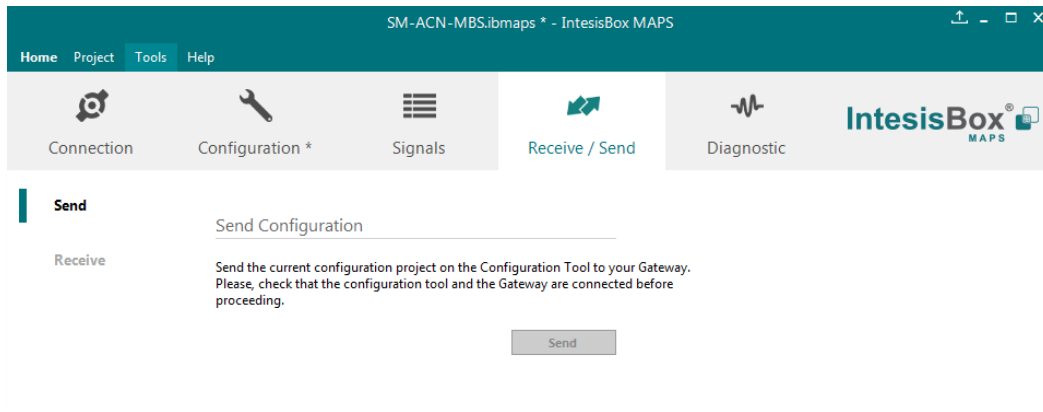 SM-ACN-MBS.ibmaps * - IntesisBox MAPS
Home Project Tools Help
Connection Configuration * Signals Receive / Send Diagnostic
IntesisBox®
MAPS
Send
Send Configuration
Receive
Send the current configuration project on the Configuration Tool to your Gateway.
Please, check that the configuration tool and the Gateway are connected before
proceeding.
Send